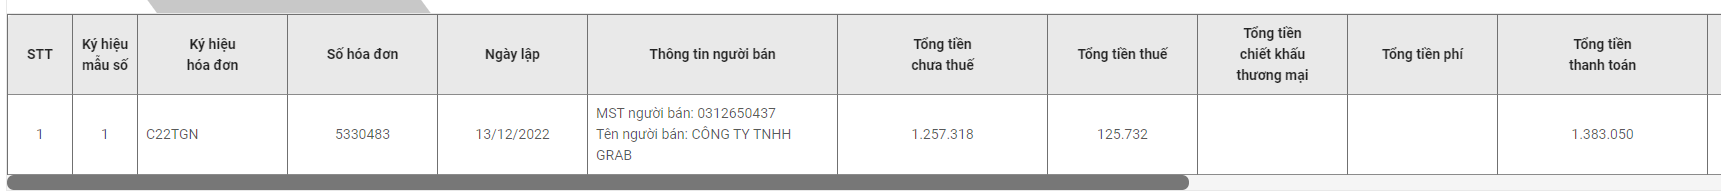 STT
Ký hiệu
mẫu số
Ký hiệu
hóa đơn
Số hóa đơn
Ngày lập
Thông tin người bán
Tổng tiền
chưa thuế
Tổng tiền thuế
Tổng tiền
chiết khấu
thương mại
Tổng tiền phí
Tổng tiền
thanh toán
1
1
C22TGN
5330483
13/12/2022
MST người bán: 0312650437
Tên người bán: CÔNG TY TNHH
GRAB
1.257.318
125.732
1.383.050